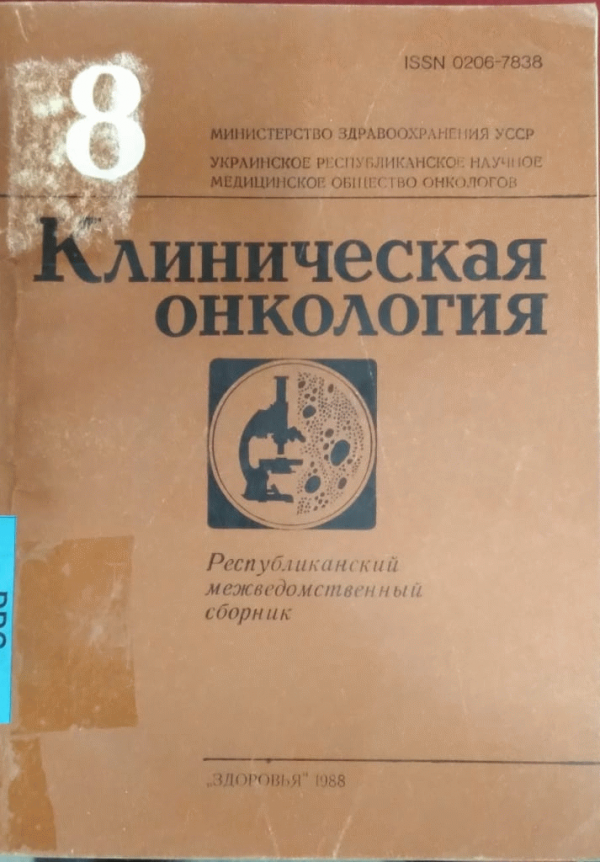 8
ISSN 0206-7838
МИНИСТЕРСТВО ЗДРАВООХРАНЕНИЯ УССР
УКРАИНСКОЕ РЕСПУБЛИКАНСКОЕ НАУЧНОЕ
МЕДИЦИНСКОЕ ОБЩЕСТВО ОНКОЛОГОВ
Клиническая
онкология
Республиканский
межведомственный
сборник
„ЗДОРОВЬЯ“ 1988